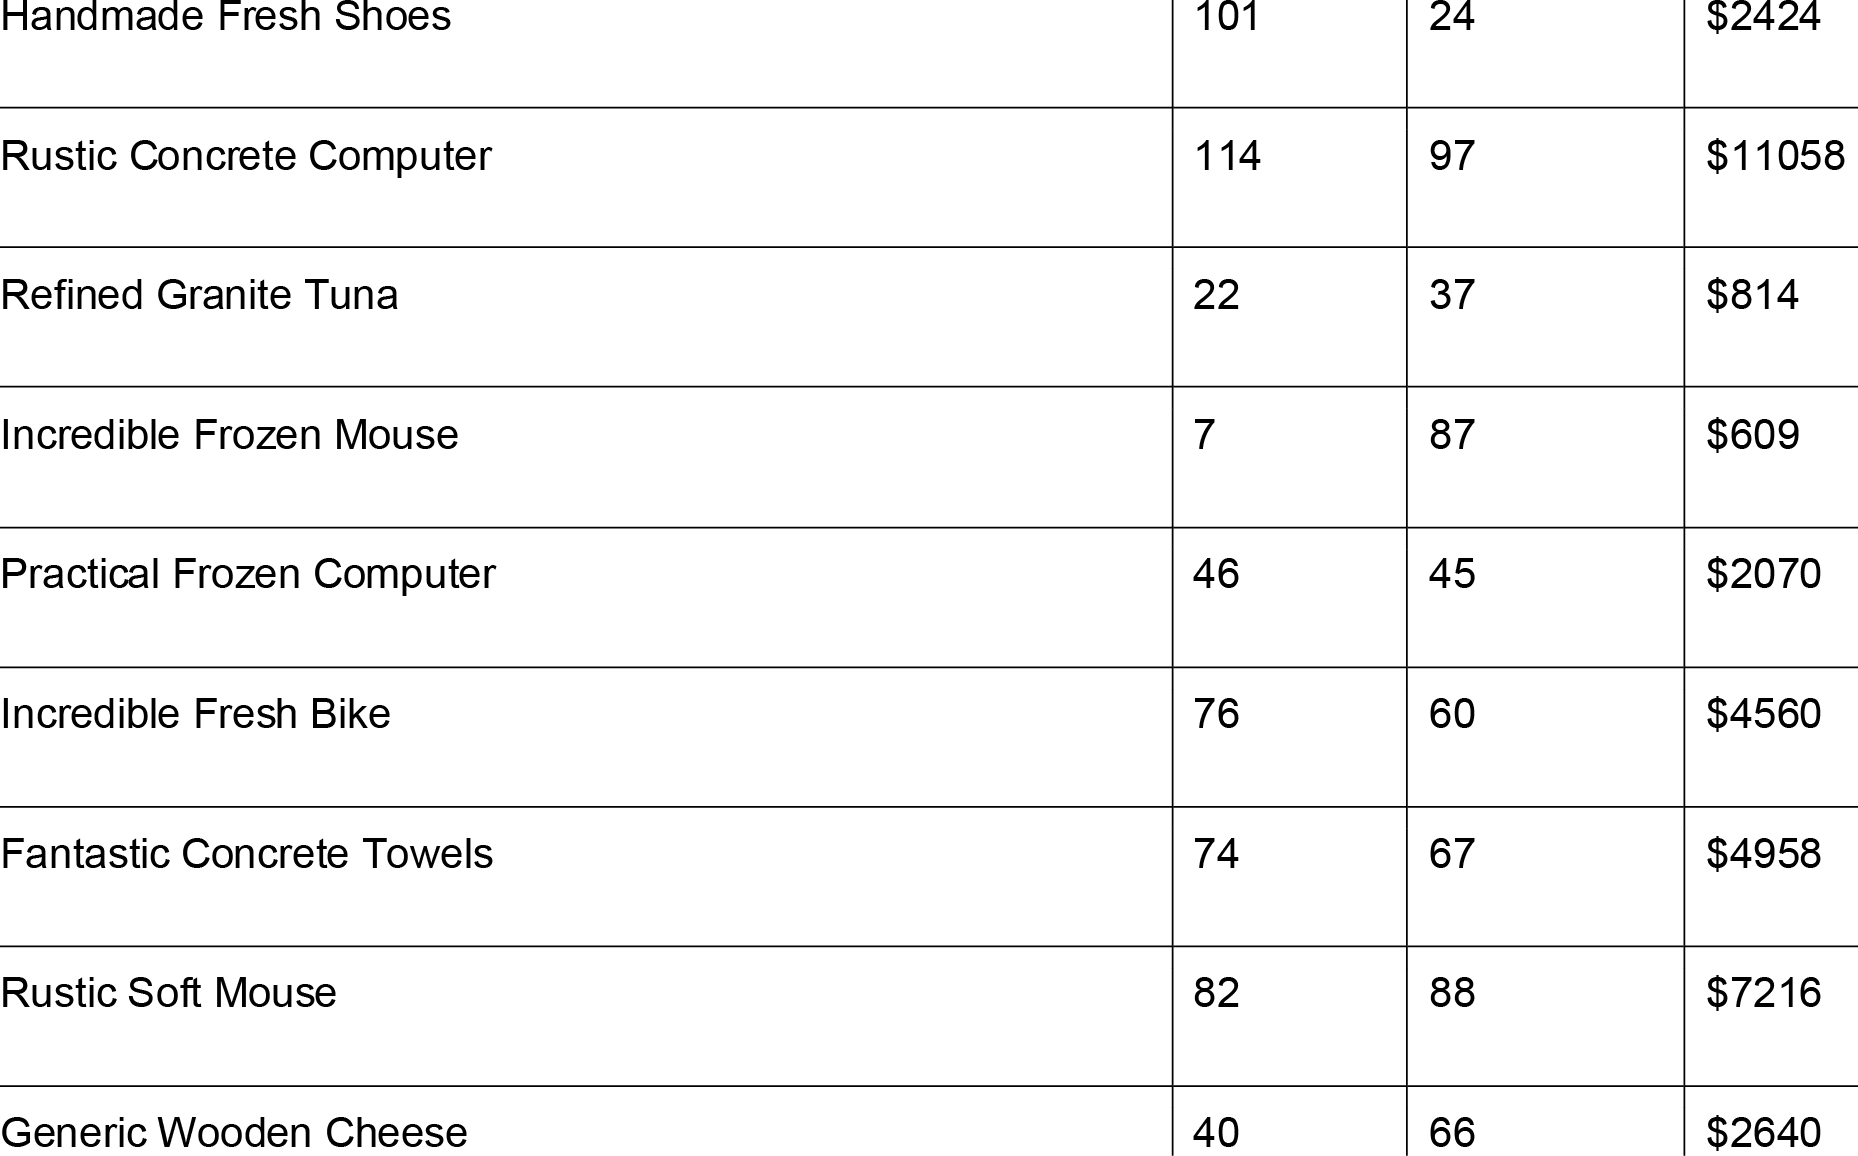 Handmade Fresh Shoes 101 24 $2424
Rustic Concrete Computer 114 97 $11058
Refined Granite Tuna 22 37 $814
Incredible Frozen Mouse 7 87 $609
Practical Frozen Computer 46 45 $2070
Incredible Fresh Bike 76 60 $4560
Fantastic Concrete Towels 74 67 $4958
Rustic Soft Mouse 82 88 $7216
Generic Wooden Cheese 40 66 $2640